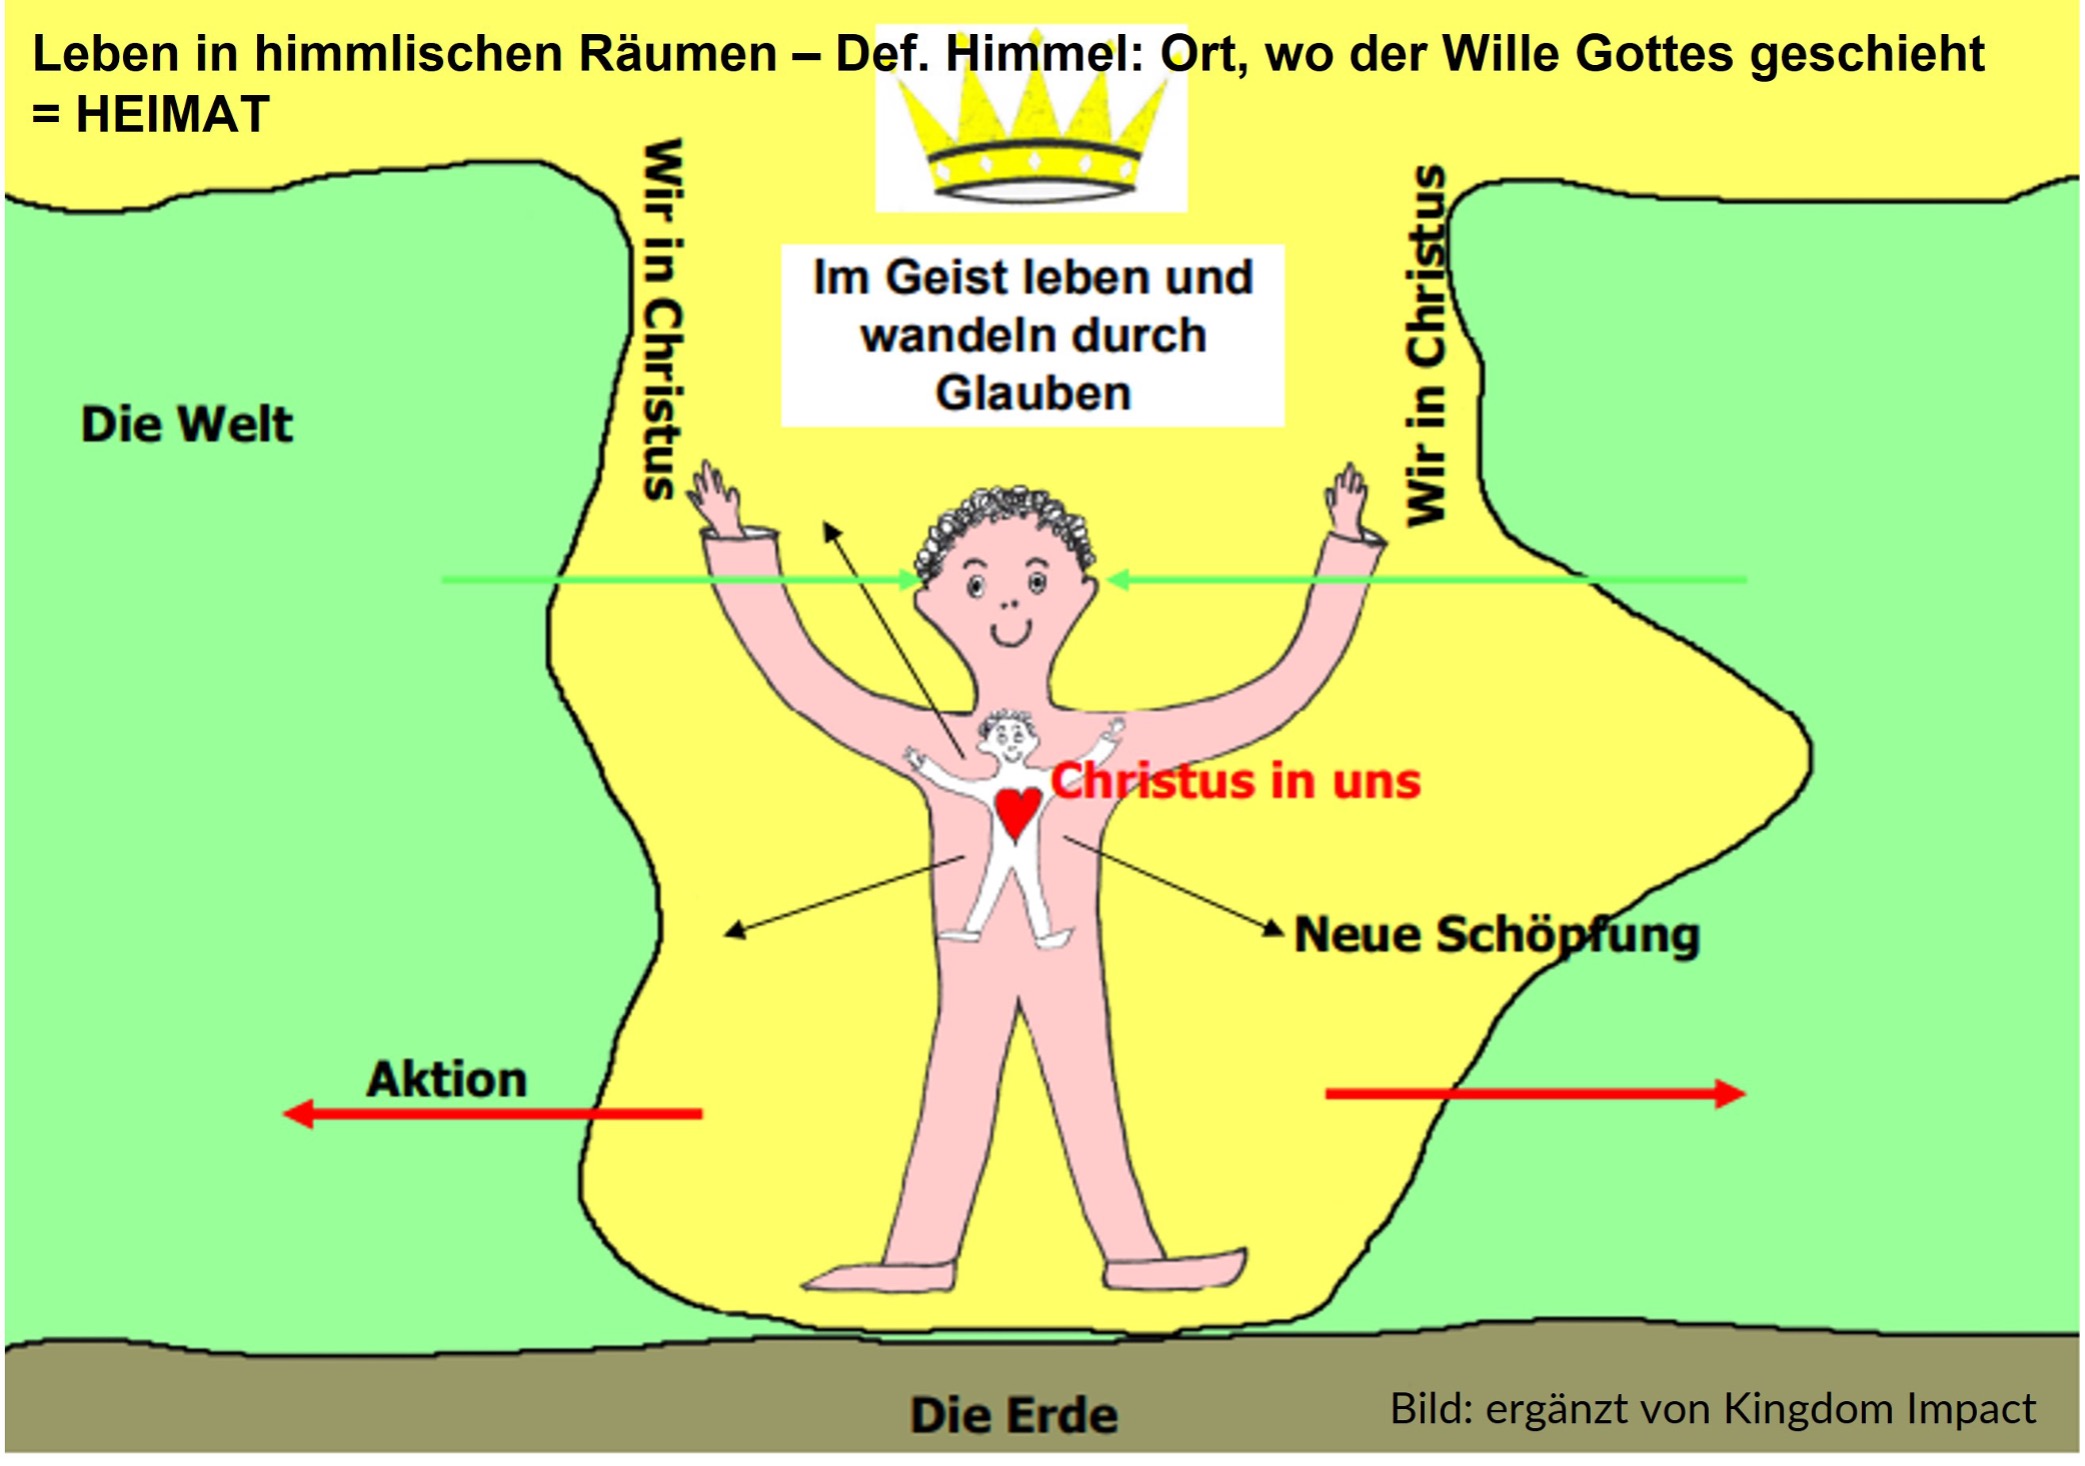 Leben in himmlischen Räumen – Def. Himmel: Ort, wo der Wille Gottes geschieht
= HEIMAT
Wir in Christus
Wir in Christus
Im Geist leben und
wandeln durch
Glauben
Die Welt
Christus in uns
Neue Schöpfung
Aktion
Die Erde
Bild: ergänzt von Kingdom Impact